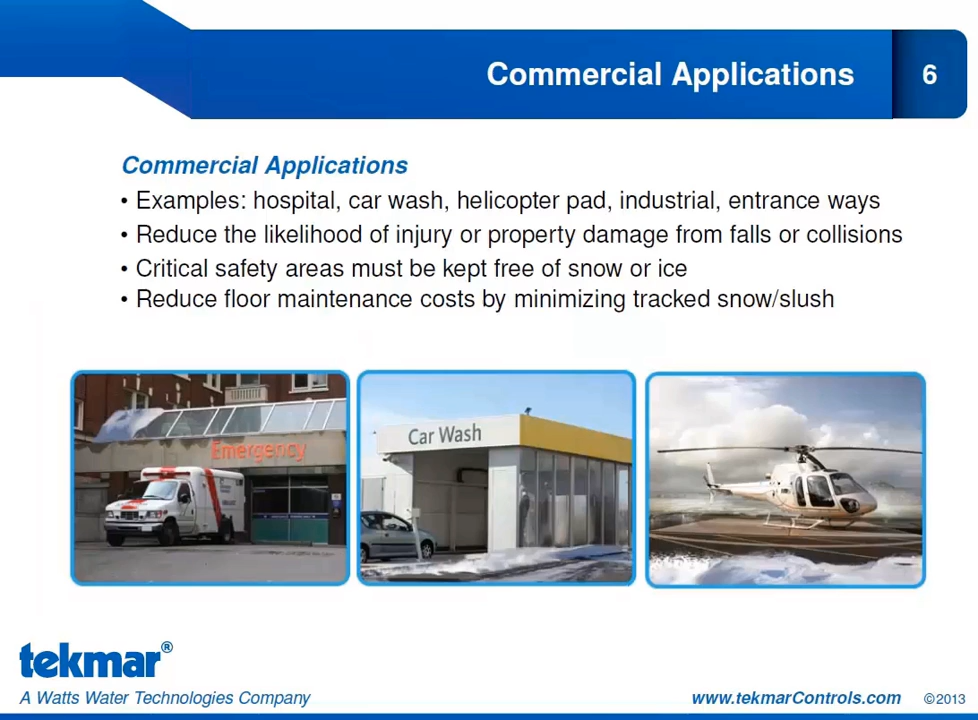 Commercial Applications
6
Commercial Applications
• Examples: hospital, car wash, helicopter pad, industrial, entrance ways
• Reduce the likelihood of injury or property damage from falls or collisions
• Critical safety areas must be kept free of snow or ice
• Reduce floor maintenance costs by minimizing tracked snow/slush
Emergency
Car Wash
tekmar®
A Watts Water Technologies Company
www.tekmarControls.com ©2013